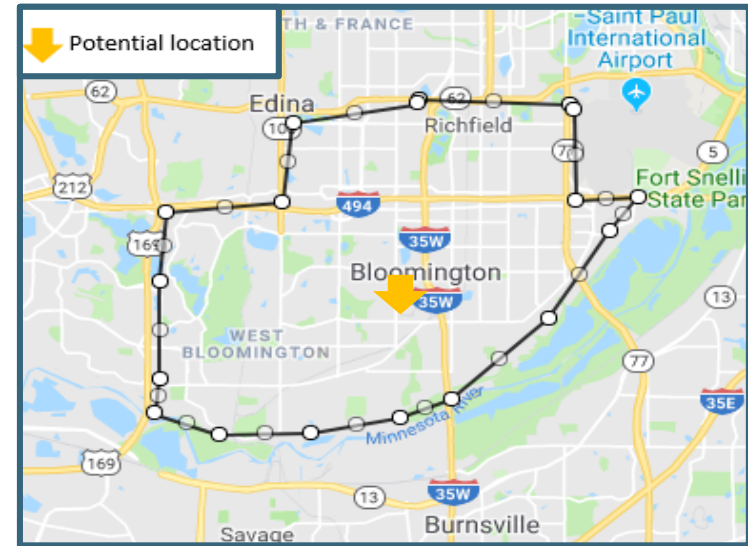 Potential location
TH & FRANCE
-Saint Paul
International
Airport
62
Edina
62
Richfield
5
77
212
Fort Snelli
State Par
494
169
35W
Bloomington
35W
13
WEST
BLOOMINGTON
77
35E
Minnesota River
169
13
35W
Savage
Burnsville